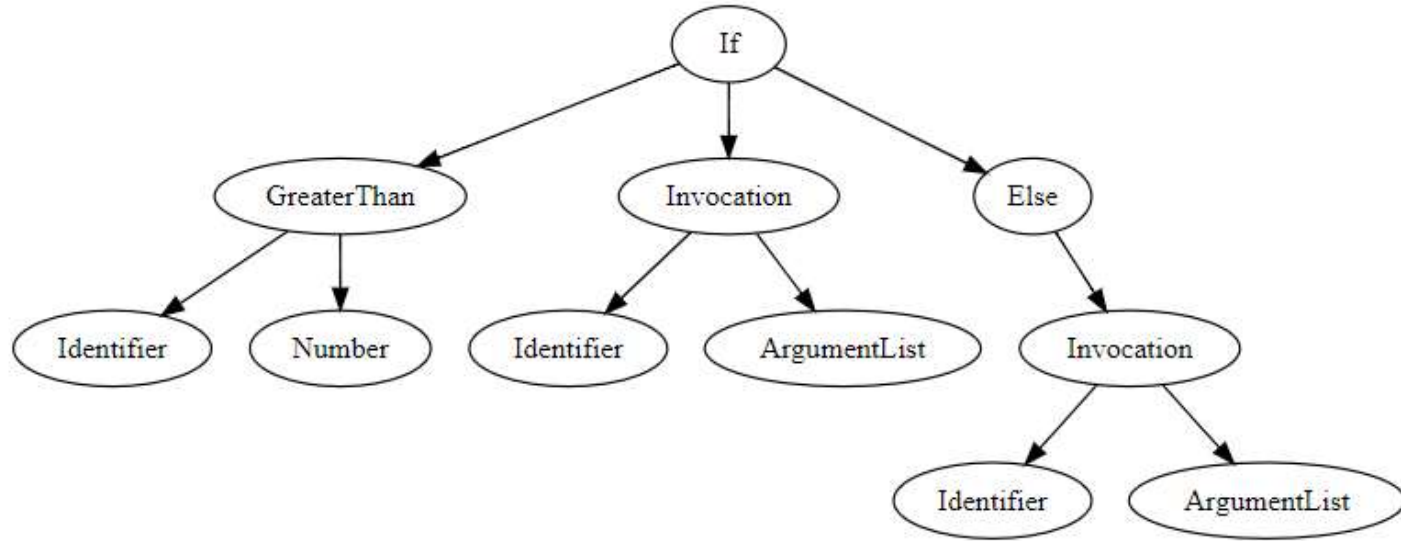 If
GreaterThan Invocation Else
Identifier Number Identifier ArgumentList Invocation
Identifier ArgumentList